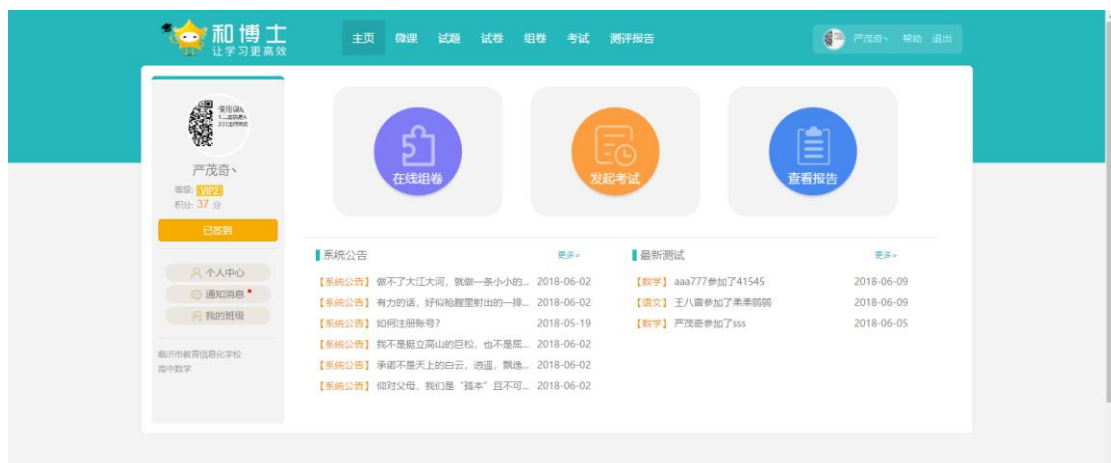 和博士
让学习更高效
主页 微课 试题 试卷 组卷 考试 测评报告
严茂奇、 帮助 退出
严茂奇、
等级: VIP2
积分: 37 分
已签到
个人中心
通知消息
我的班级
临沂市教育信息化学校
高中数学
在线组卷
发起考试
查看报告
系统公告 更多>
【系统公告】 做不了大江大河，就做一条小小的... 2018-06-02
【系统公告】 有力的话，好似枪膛里射出的一排... 2018-06-02
【系统公告】 如何注册账号? 2018-05-19
【系统公告】 我不是挺立高山的巨松，也不是屈... 2018-06-02
【系统公告】 承诺不是天上的白云，逍遥，飘逸... 2018-06-02
【系统公告】 仰对父母，我们是“孤本”且不可... 2018-06-02
最新测试 更多>
【数学】 aaa777参加了41545 2018-06-09
【语文】 王八雷参加了柔柔弱弱 2018-06-09
【数学】 严茂奇参加了sss 2018-06-05